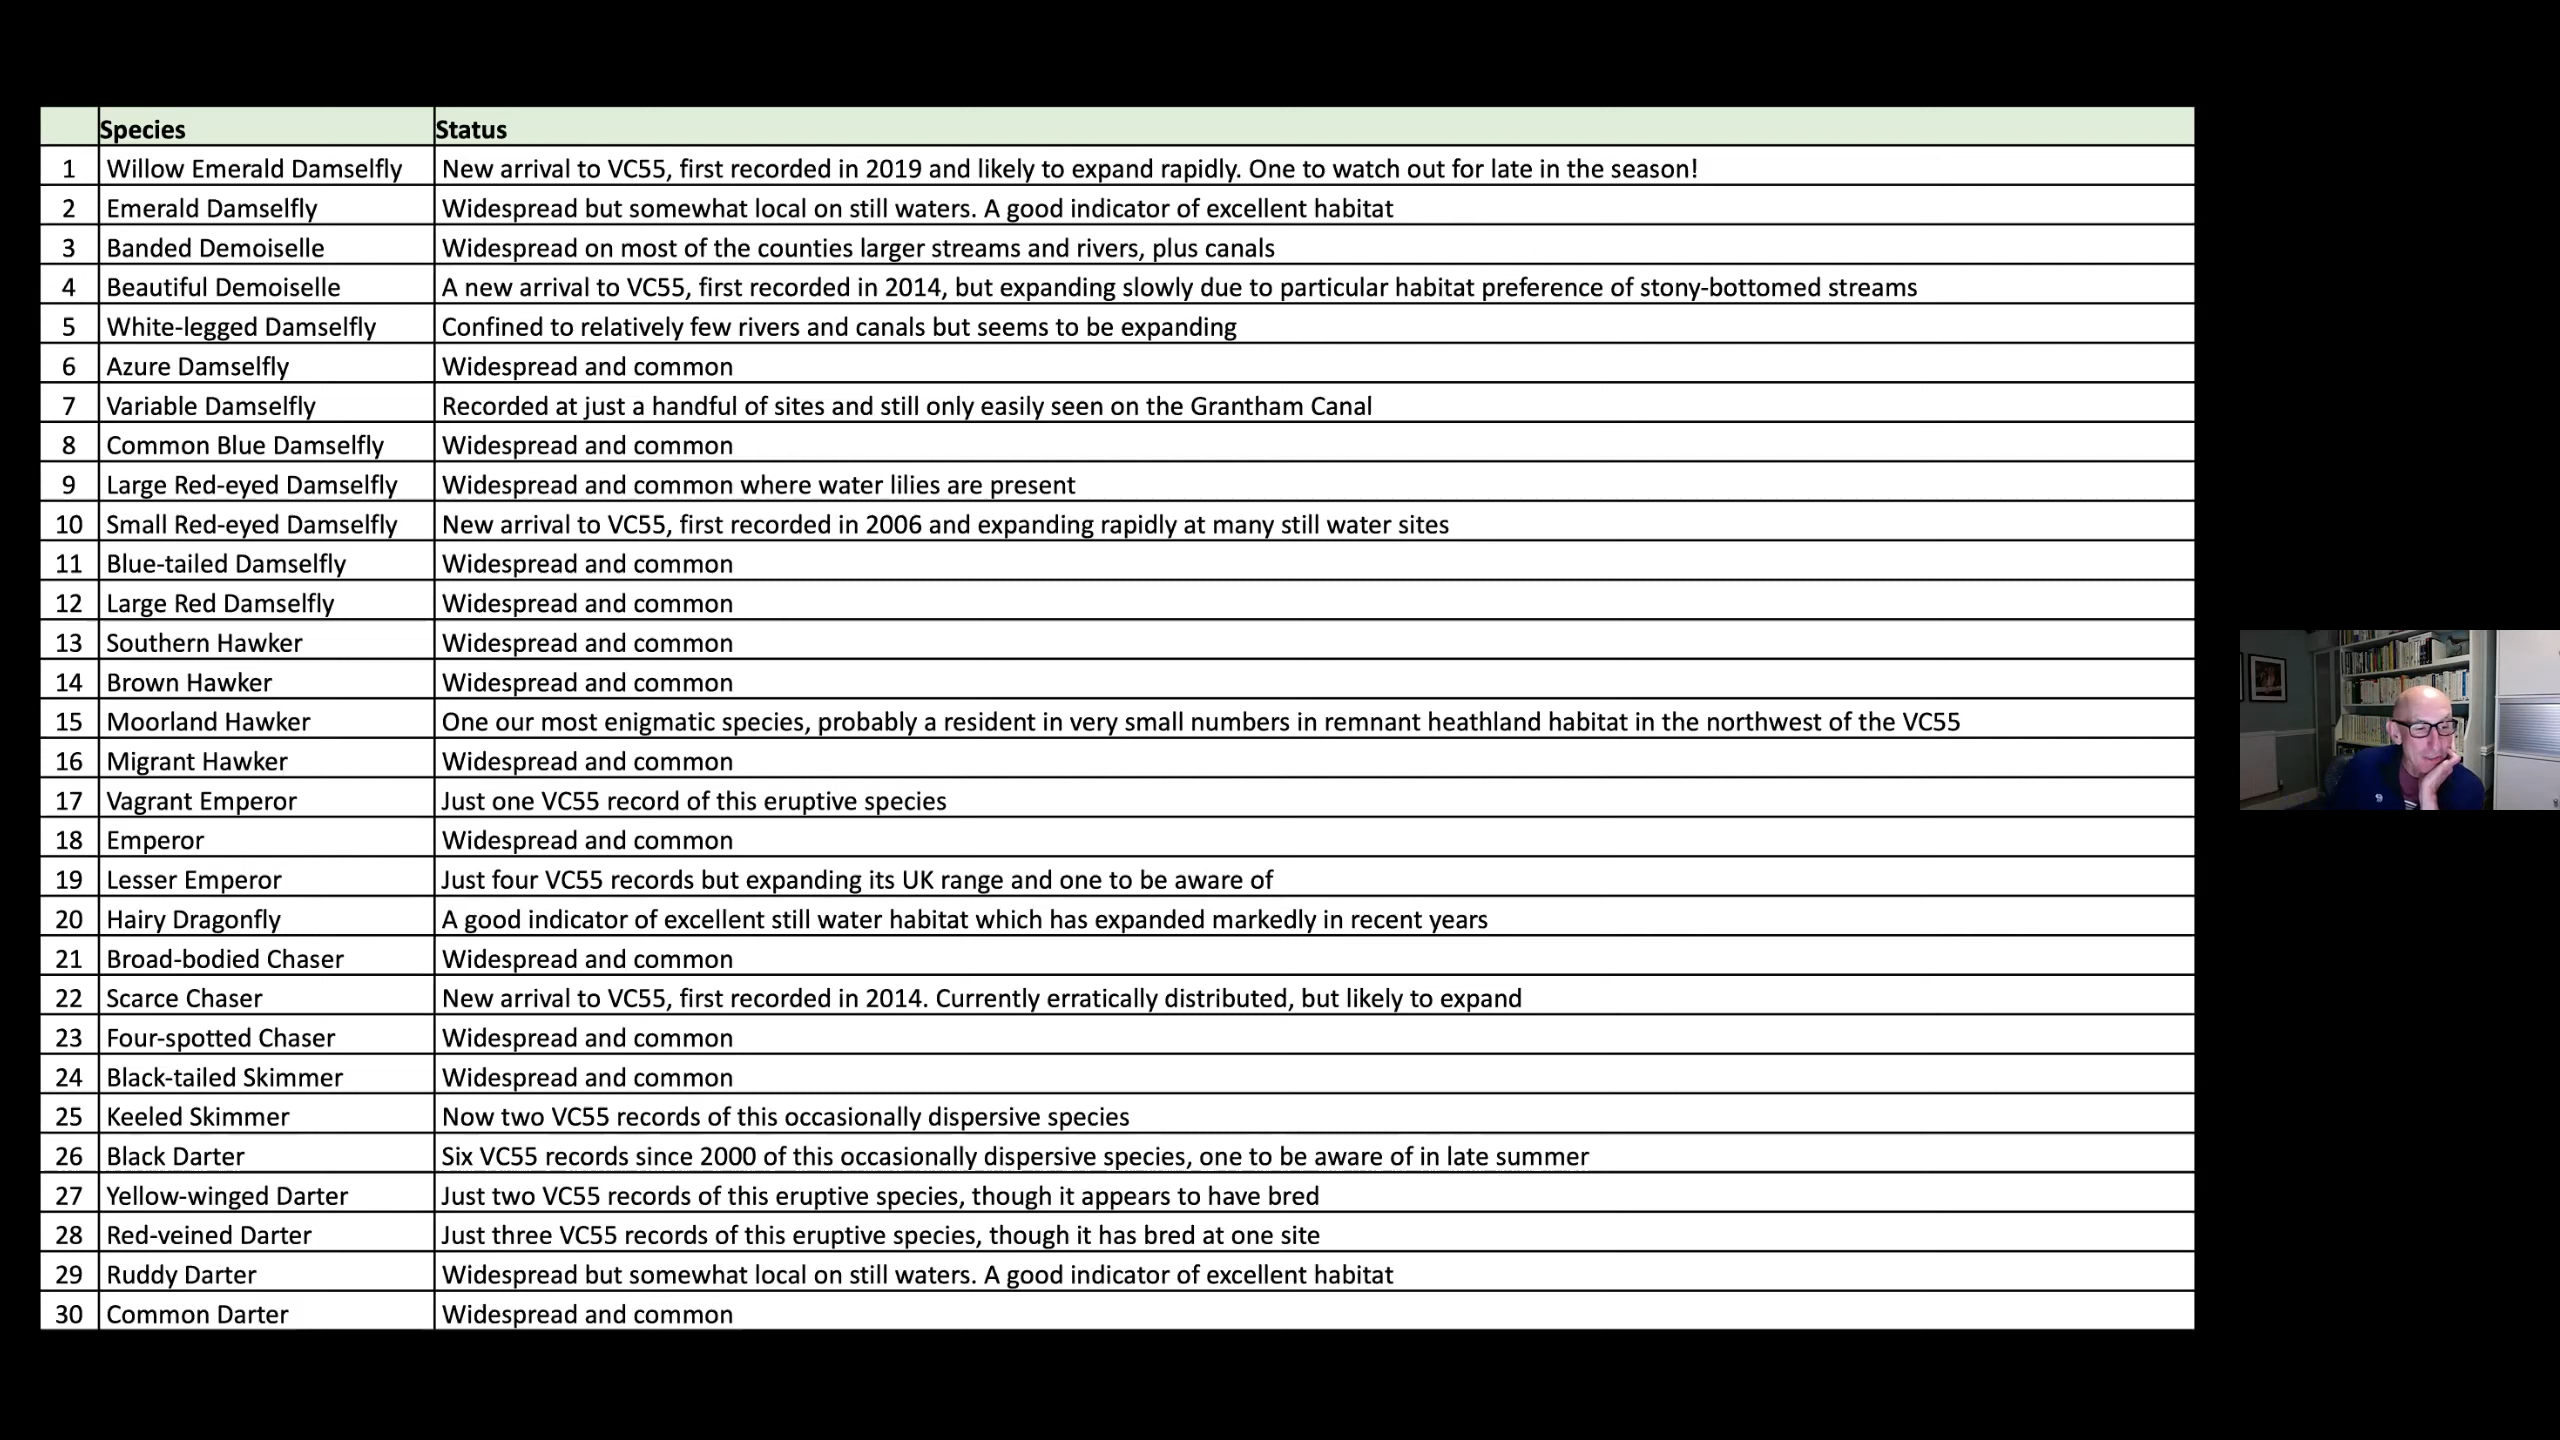 Species Status
1 Willow Emerald Damselfly New arrival to VC55, first recorded in 2019 and likely to expand rapidly. One to watch out for late in the season!
2 Emerald Damselfly Widespread but somewhat local on still waters. A good indicator of excellent habitat
3 Banded Demoiselle Widespread on most of the counties larger streams and rivers, plus canals
4 Beautiful Demoiselle A new arrival to VC55, first recorded in 2014, but expanding slowly due to particular habitat preference of stony-bottomed streams
5 White-legged Damselfly Confined to relatively few rivers and canals but seems to be expanding
6 Azure Damselfly Widespread and common
7 Variable Damselfly Recorded at just a handful of sites and still only easily seen on the Grantham Canal
8 Common Blue Damselfly Widespread and common
9 Large Red-eyed Damselfly Widespread and common where water lilies are present
10 Small Red-eyed Damselfly New arrival to VC55, first recorded in 2006 and expanding rapidly at many still water sites
11 Blue-tailed Damselfly Widespread and common
12 Large Red Damselfly Widespread and common
13 Southern Hawker Widespread and common
14 Brown Hawker Widespread and common
15 Moorland Hawker One our most enigmatic species, probably a resident in very small numbers in remnant heathland habitat in the northwest of the VC55
16 Migrant Hawker Widespread and common
17 Vagrant Emperor Just one VC55 record of this eruptive species
18 Emperor Widespread and common
19 Lesser Emperor Just four VC55 records but expanding its UK range and one to be aware of
20 Hairy Dragonfly A good indicator of excellent still water habitat which has expanded markedly in recent years
21 Broad-bodied Chaser Widespread and common
22 Scarce Chaser New arrival to VC55, first recorded in 2014. Currently erratically distributed, but likely to expand
23 Four-spotted Chaser Widespread and common
24 Black-tailed Skimmer Widespread and common
25 Keeled Skimmer Now two VC55 records of this occasionally dispersive species
26 Black Darter Six VC55 records since 2000 of this occasionally dispersive species, one to be aware of in late summer
27 Yellow-winged Darter Just two VC55 records of this eruptive species, though it appears to have bred
28 Red-veined Darter Just three VC55 records of this eruptive species, though it has bred at one site
29 Ruddy Darter Widespread but somewhat local on still waters. A good indicator of excellent habitat
30 Common Darter Widespread and common